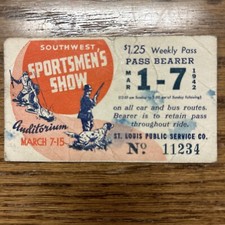 SOUTHWEST
SPORTSMEN'S
SHOW
Auditorium
MARCH 7-15
$1.25 Weekly Pass
PASS BEARER
MAR 1-7 1942
on all car and bus routes.
Bearer is to retain pass
throughout ride.
ST. LOUIS PUBLIC SERVICE CO.
No 11234